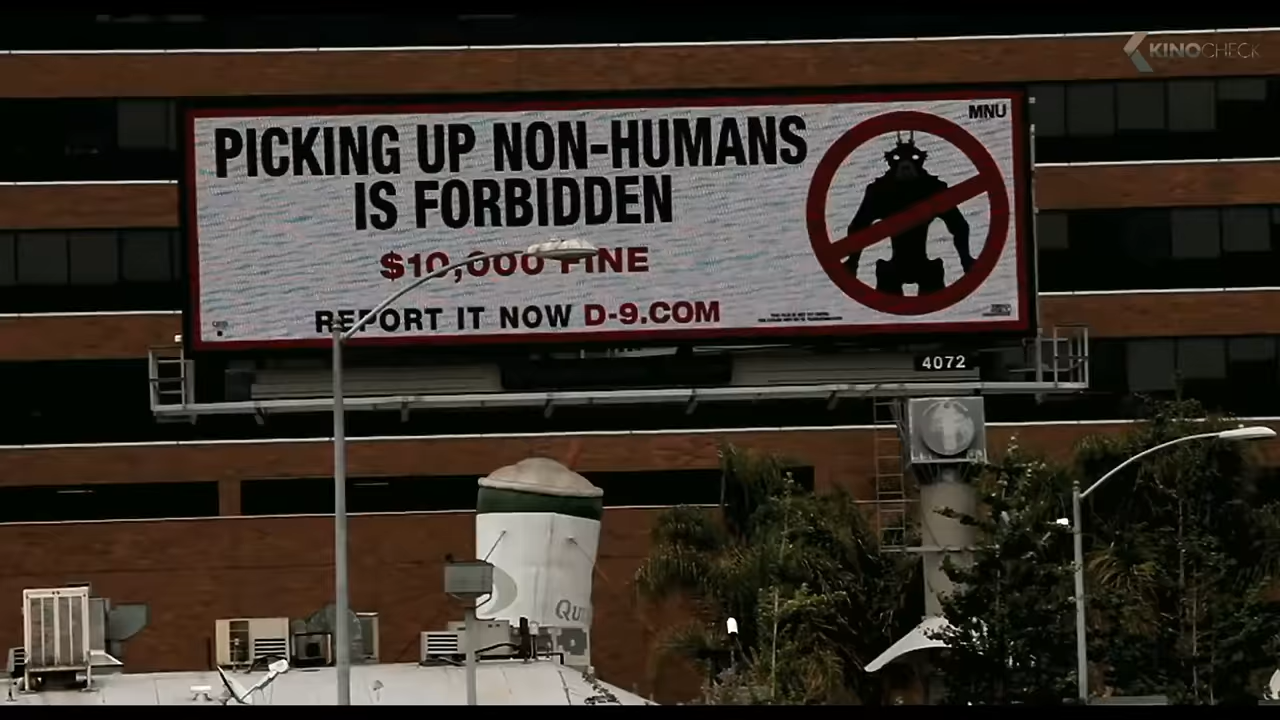 KINOCHECK
MNU
PICKING UP NON-HUMANS
IS FORBIDDEN
$10,000 FINE
REPORT IT NOW D-9.COM
4072